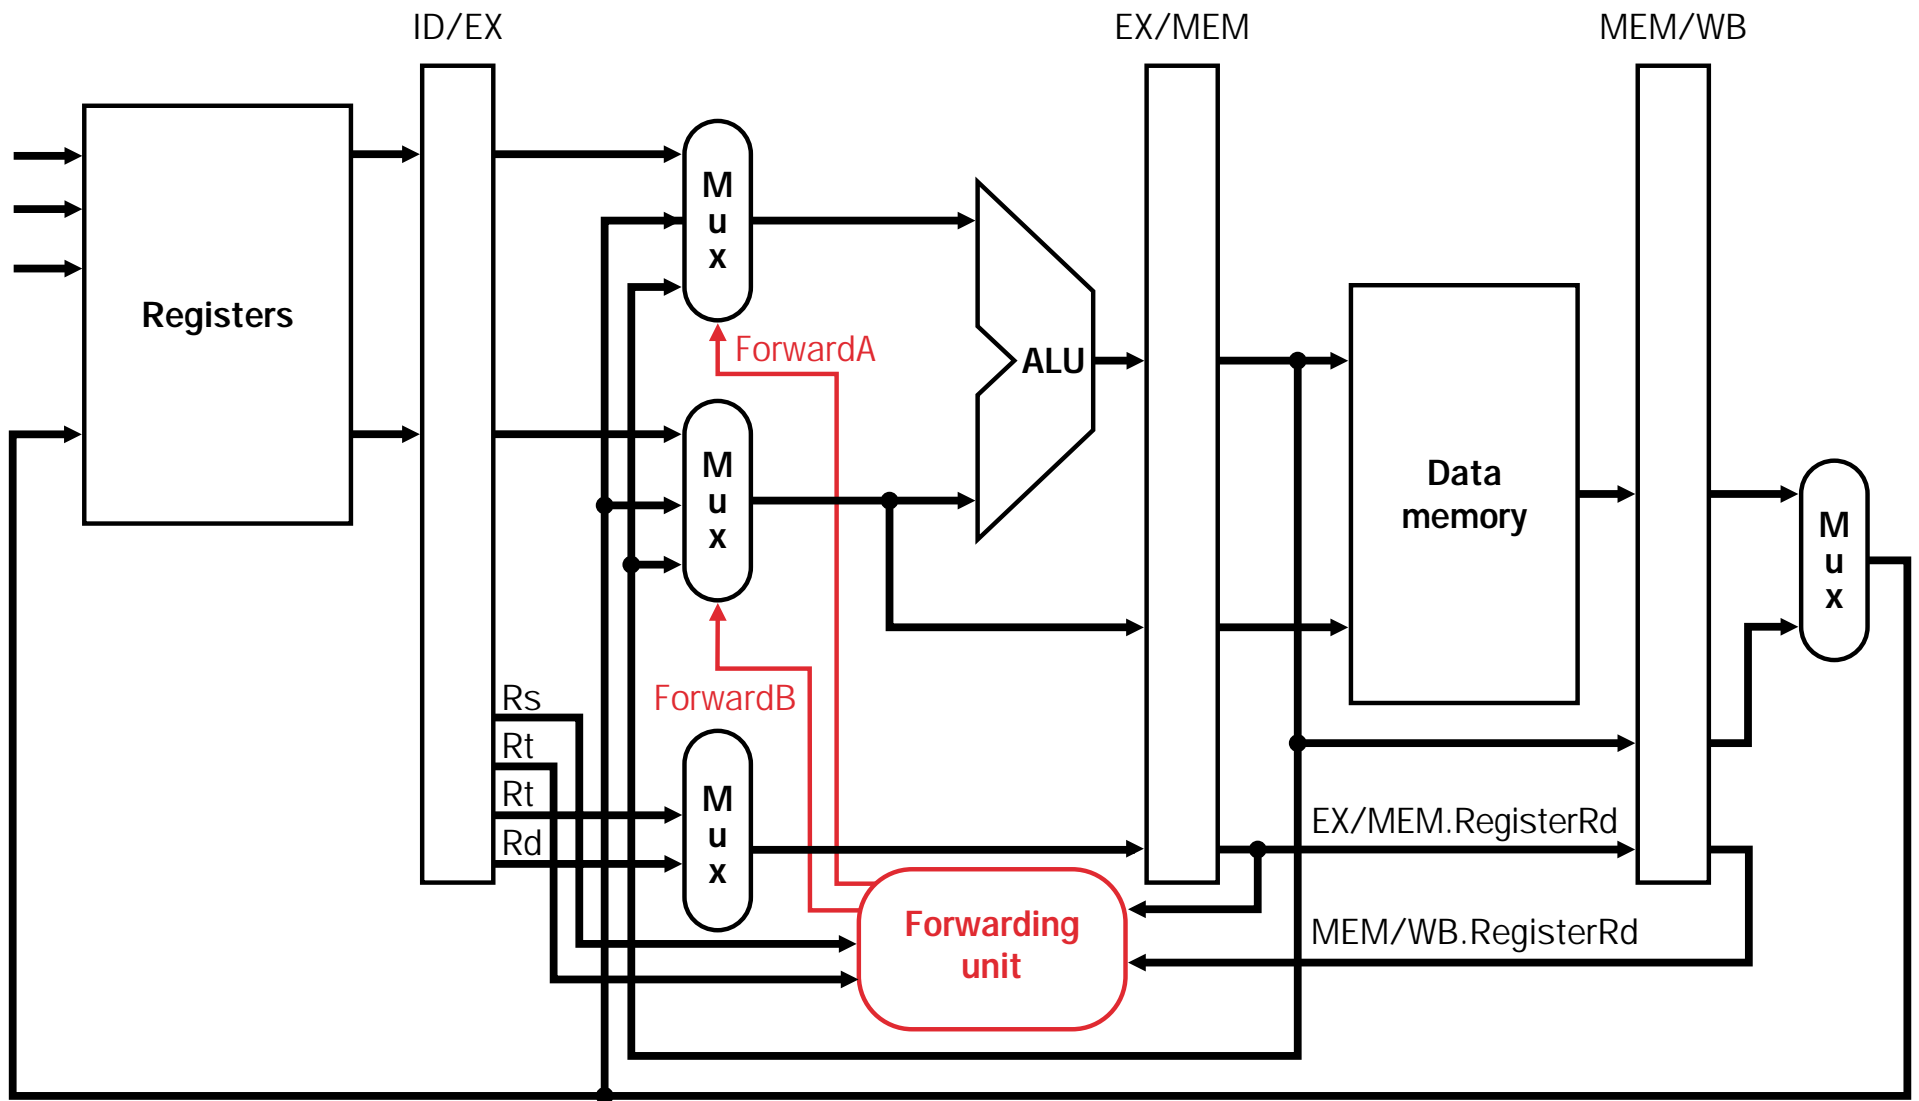 ID/EX
EX/MEM
MEM/WB
Registers
M
u
x
ForwardA
ALU
M
u
x
Data
memory
M
u
x
ForwardB
Rs
Rt
Rt
Rd
M
u
x
EX/MEM.RegisterRd
Forwarding
unit
MEM/WB.RegisterRd